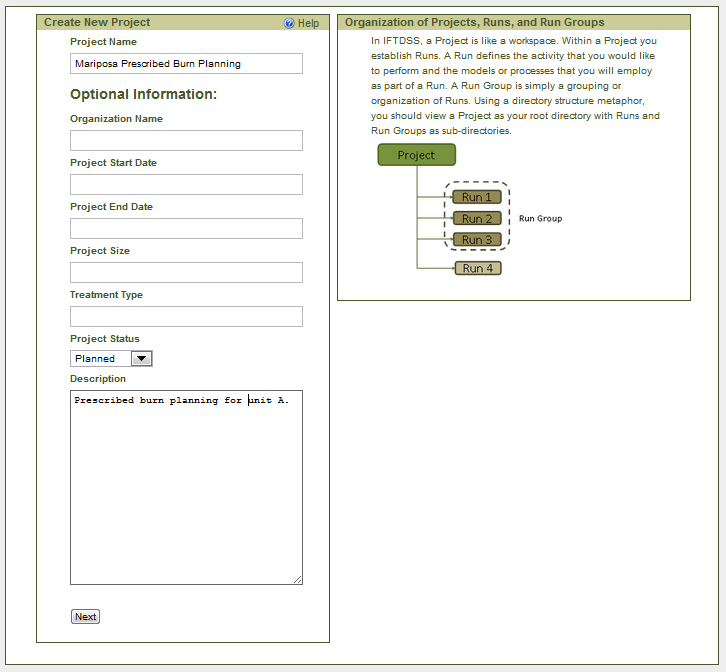 Create New Project
Help
Project Name
Mariposa Prescribed Burn Planning
Optional Information:
Organization Name
Project Start Date
Project End Date
Project Size
Treatment Type
Project Status
Planned
Description
Prescribed burn planning for unit A.
Next
Organization of Projects, Runs, and Run Groups
In IFTDSS, a Project is like a workspace. Within a Project you
establish Runs. A Run defines the activity that you would like
to perform and the models or processes that you will employ
as part of a Run. A Run Group is simply a grouping or
organization of Runs. Using a directory structure metaphor,
you should view a Project as your root directory with Runs and
Run Groups as sub-directories.
Project
Run 1
Run 2
Run Group
Run 3
Run 4